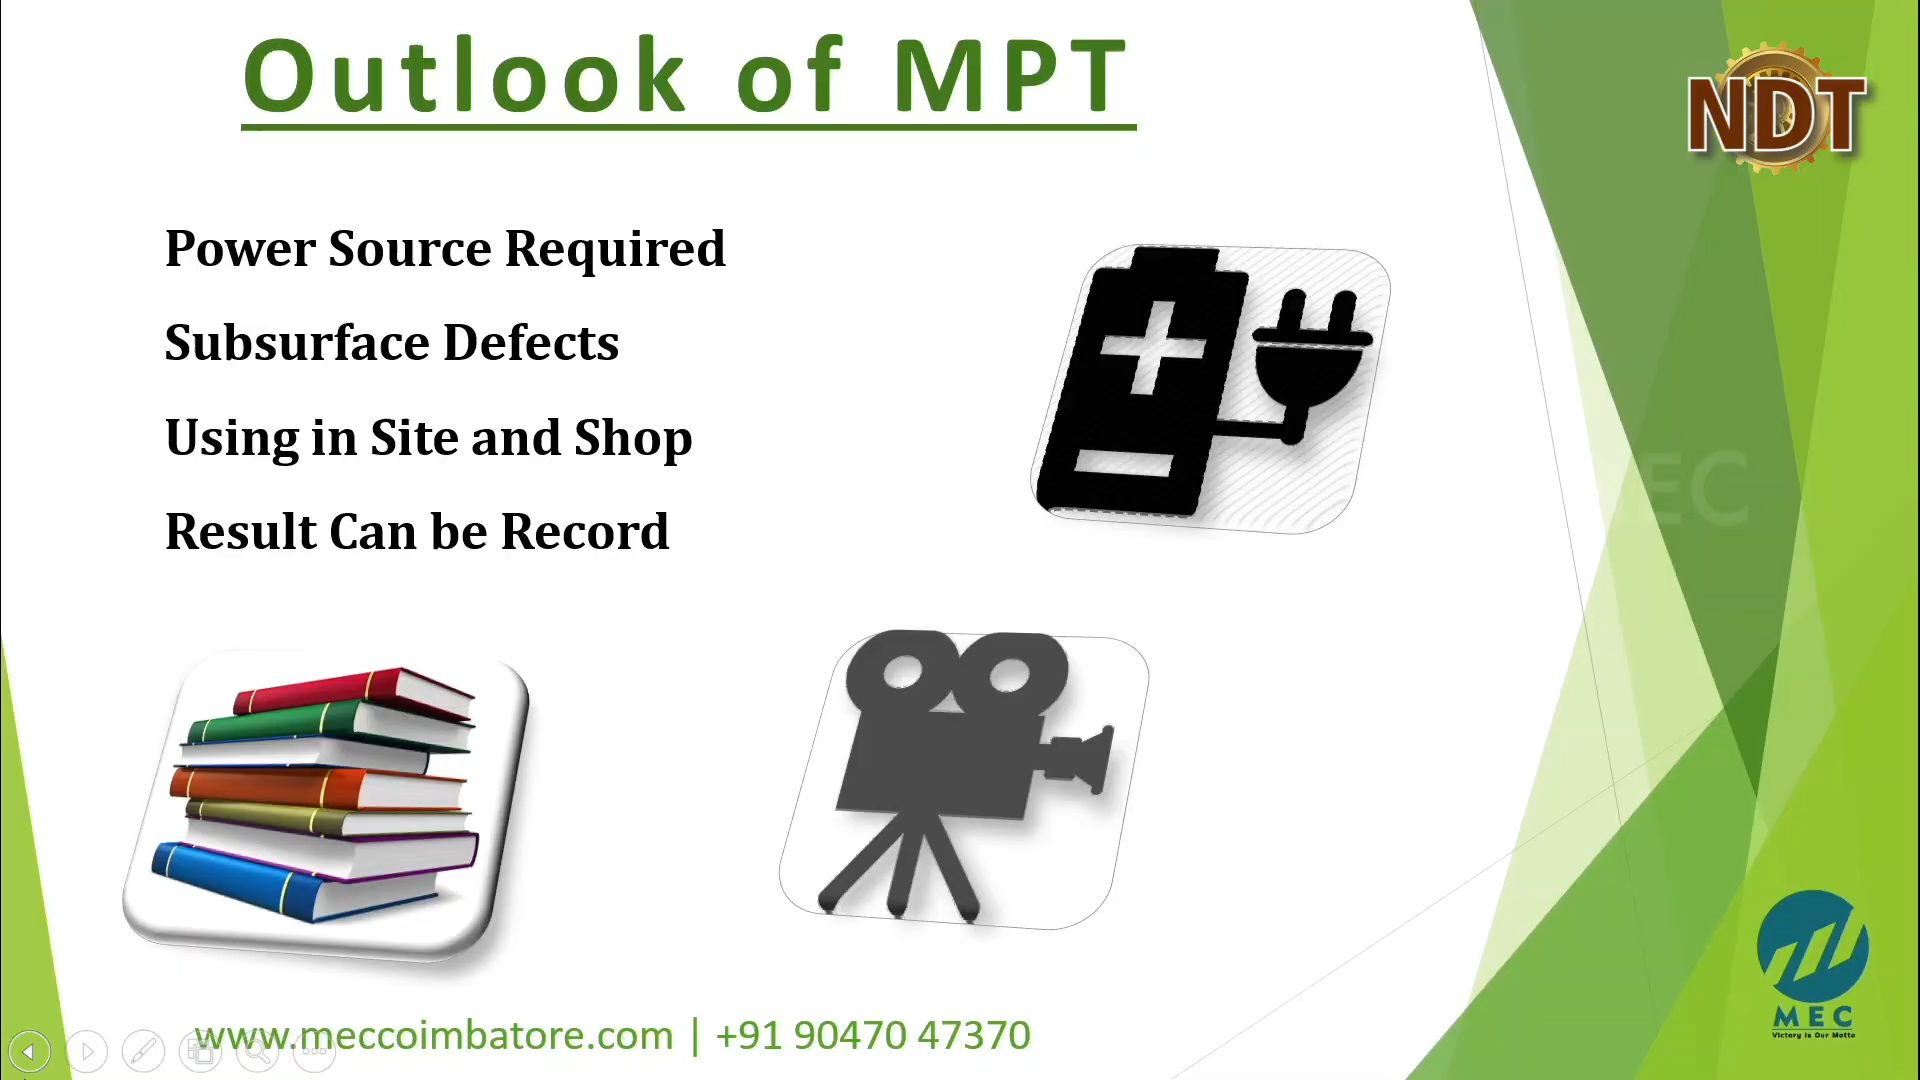 Outlook of MPT
NDT
Power Source Required
Subsurface Defects
Using in Site and Shop
Result Can be Record
EC
MEC
Victory Is Our Motto
www.meccoimbatore.com | +91 90470 47370